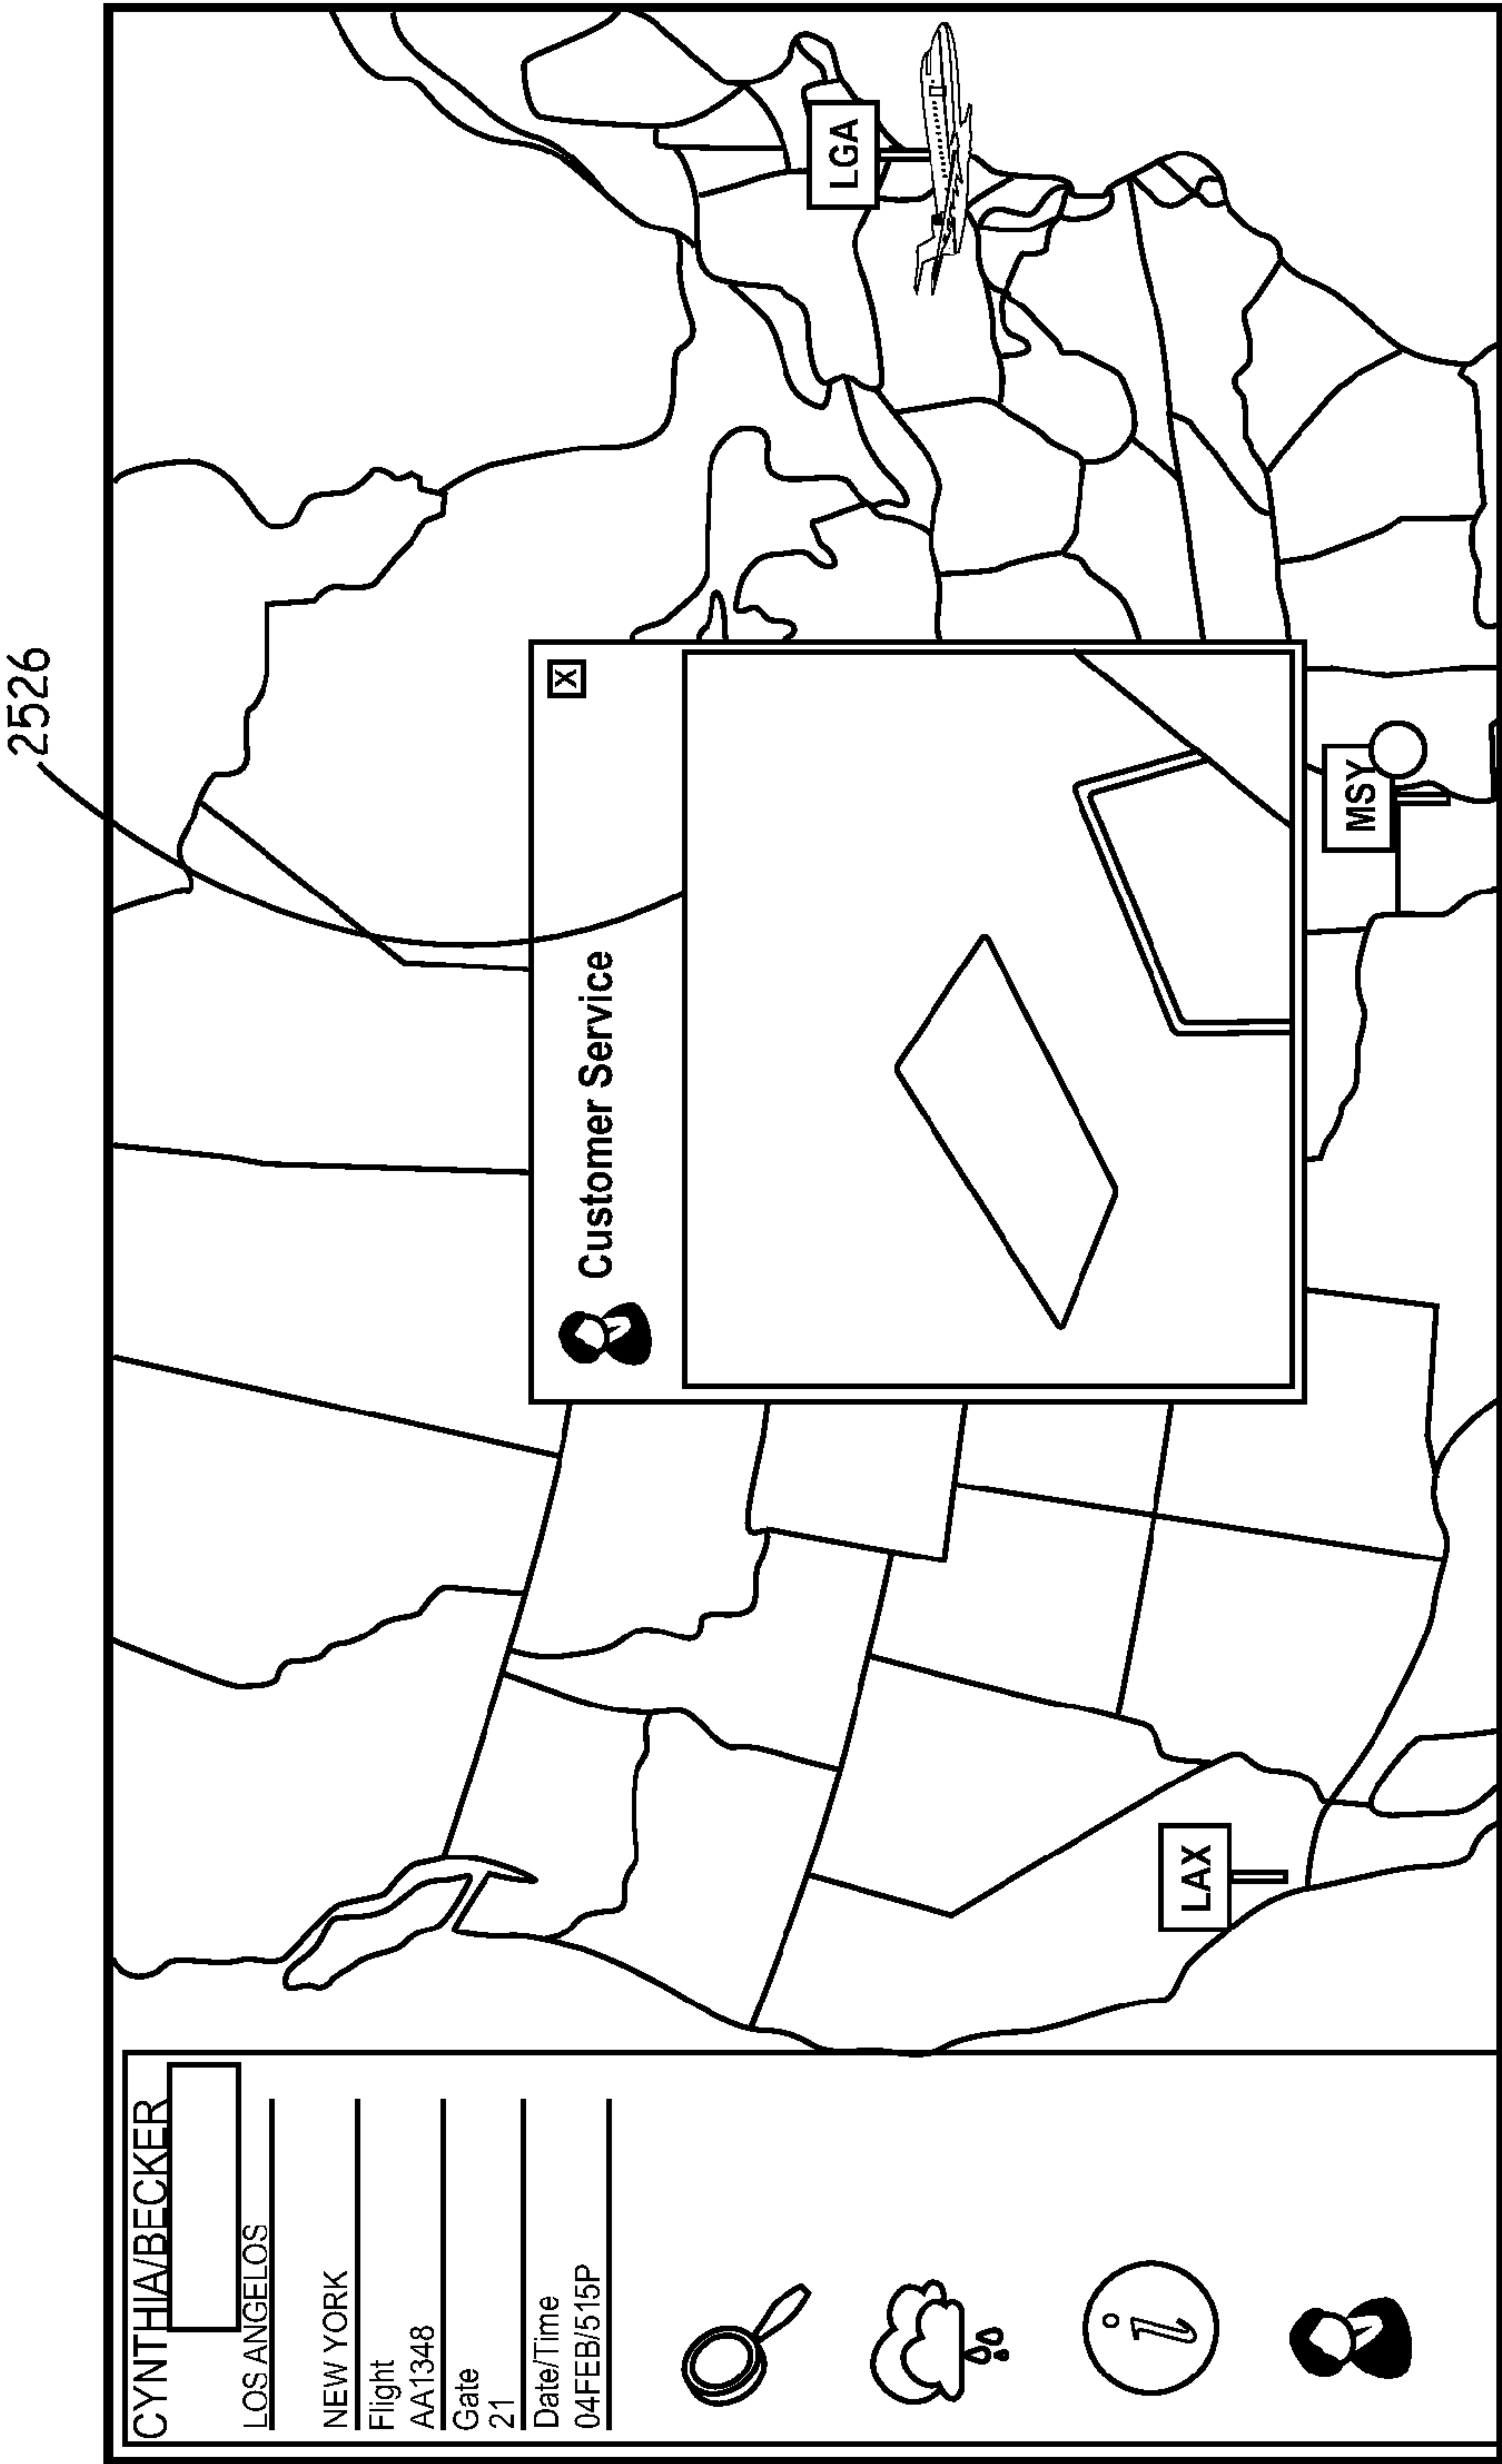 2526
CYNTHIA/BECKER
LOS ANGELOS
NEW YORK
Flight
AA1348
Gate
21
Date/Time
04FEB/515P
i
Customer Service
X
LAX
MSY
LGA